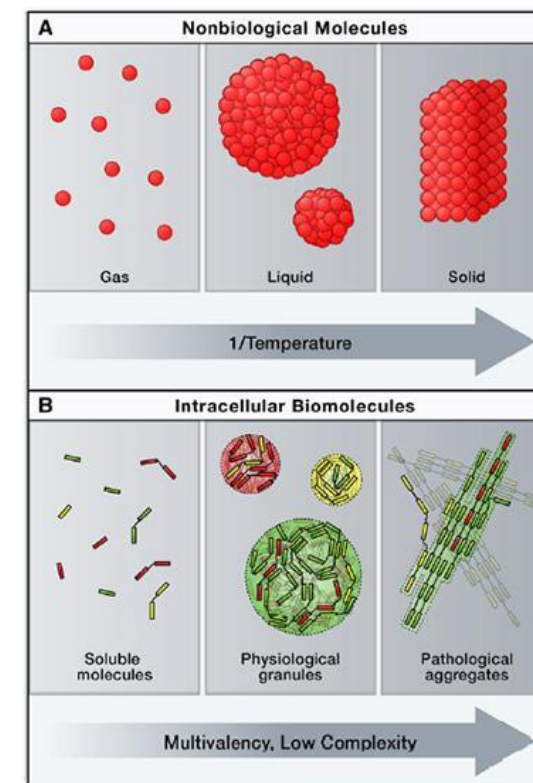 A
Nonbiological Molecules
Gas
Liquid
Solid
1/Temperature
B
Intracellular Biomolecules
Soluble
molecules
Physiological
granules
Pathological
aggregates
Multivalency, Low Complexity